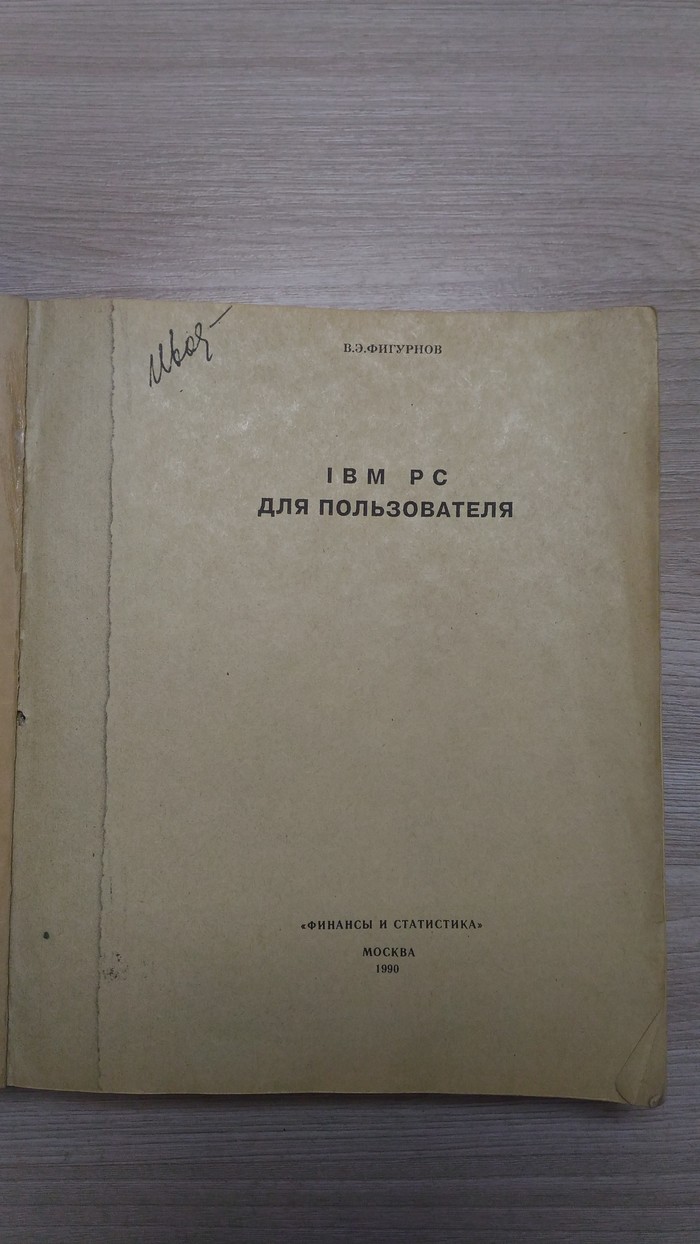 В.Э.ФИГУРНОВ
IBM PC
ДЛЯ ПОЛЬЗОВАТЕЛЯ
«ФИНАНСЫ И СТАТИСТИКА»
МОСКВА
1990